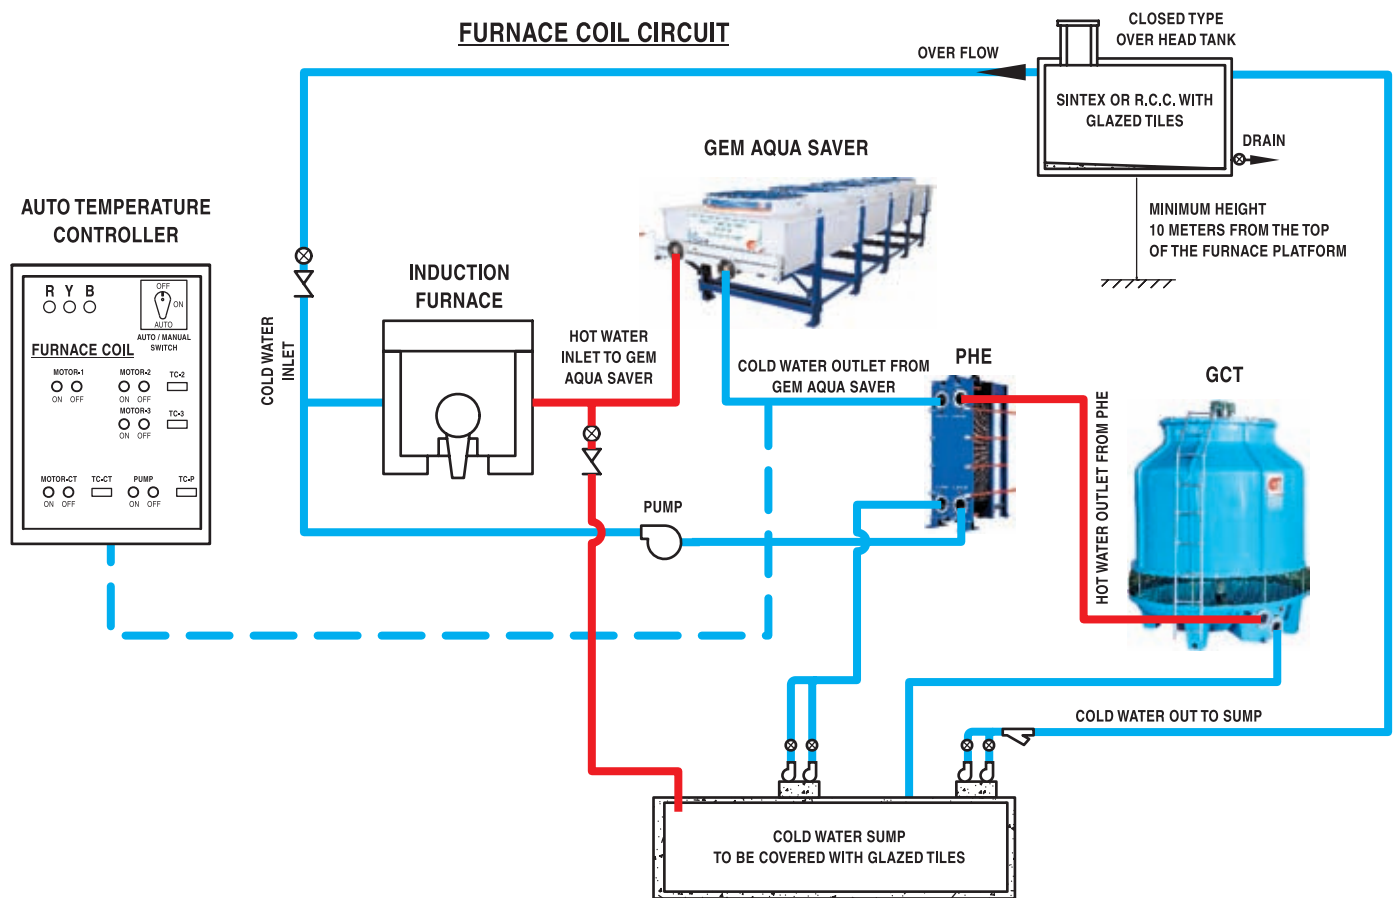 FURNACE COIL CIRCUIT
CLOSED TYPE
OVER HEAD TANK
OVER FLOW
SINTEX OR R.C.C. WITH
GLAZED TILES
DRAIN
MINIMUM HEIGHT
10 METERS FROM THE TOP
OF THE FURNACE PLATFORM
GEM AQUA SAVER
AUTO TEMPERATURE
CONTROLLER
R Y B
OFF
ON
AUTO
AUTO / MANUAL
SWITCH
FURNACE COIL
MOTOR-1
ON OFF
MOTOR-2
ON OFF
TC-2
MOTOR-3
ON OFF
TC-3
MOTOR-CT
ON OFF
TC-CT
PUMP
ON OFF
TC-P
COLD WATER
INLET
INDUCTION
FURNACE
HOT WATER
INLET TO GEM
AQUA SAVER
COLD WATER OUTLET FROM
GEM AQUA SAVER
PHE
GCT
HOT WATER OUTLET FROM PHE
PUMP
COLD WATER OUT TO SUMP
COLD WATER SUMP
TO BE COVERED WITH GLAZED TILES